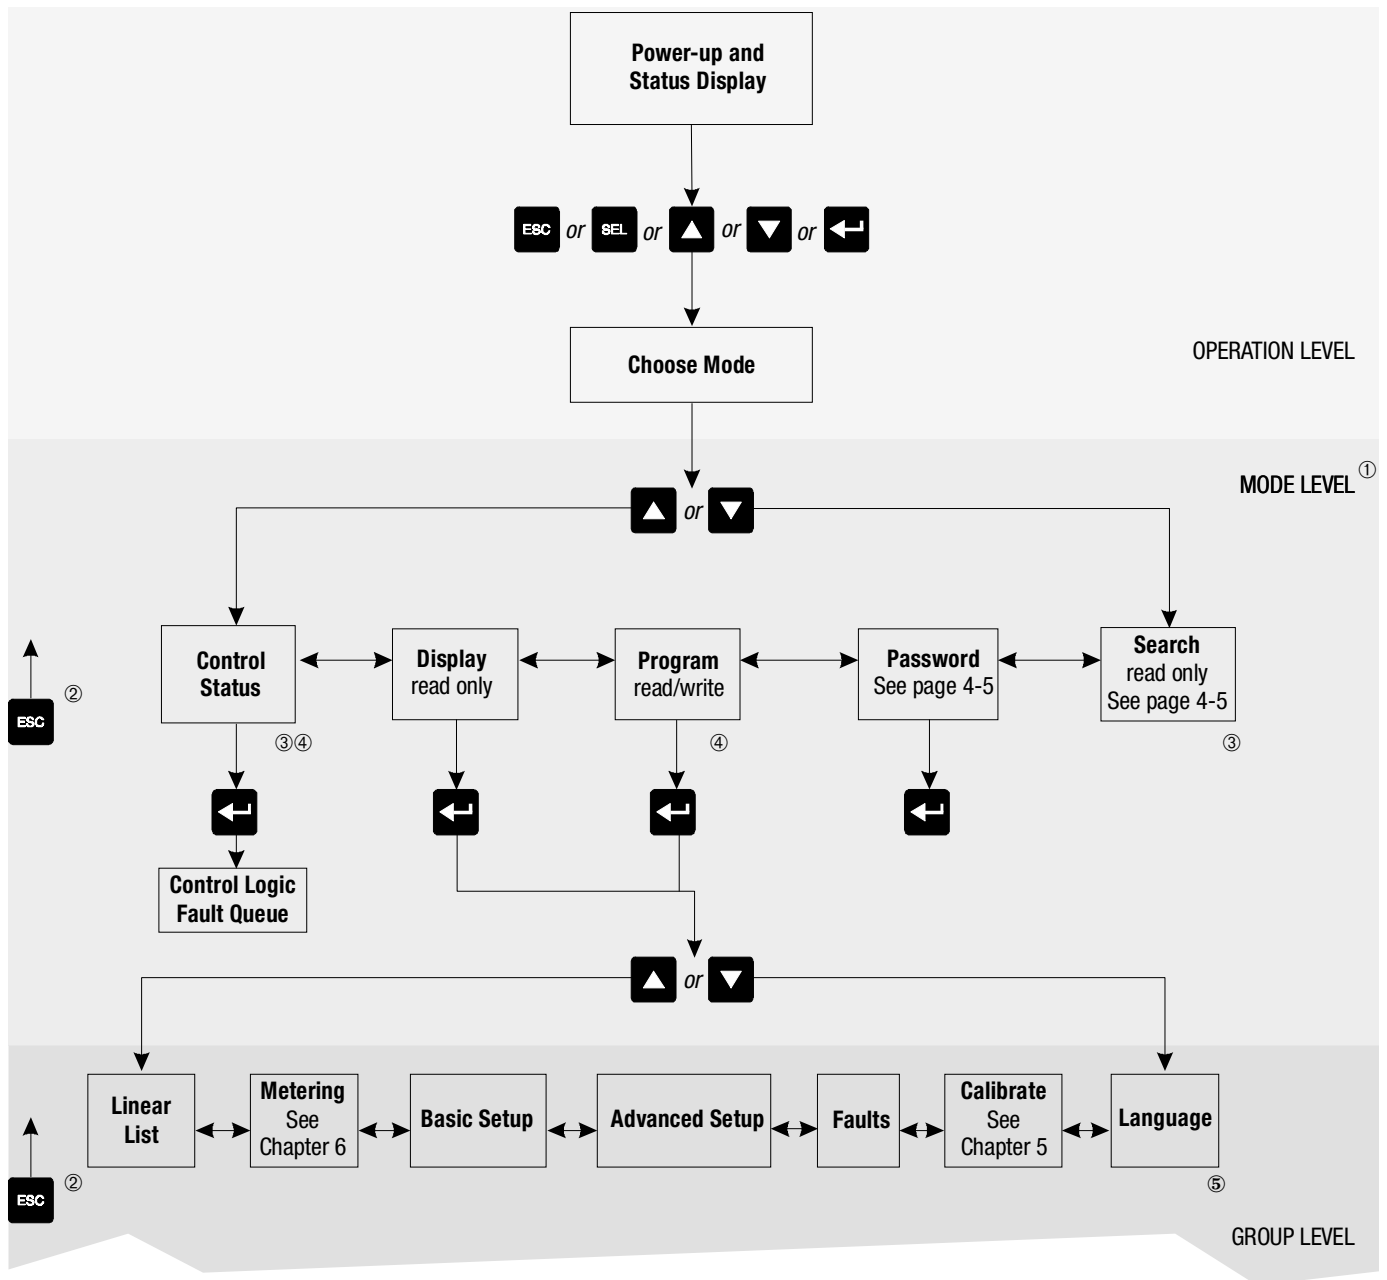 Power-up and
Status Display
ESC or SEL or or or
Choose Mode
OPERATION LEVEL
MODE LEVEL ①
or
Control
Status
③④
Display
read only
Program
read/write
④
Password
See page 4-5
Search
read only
See page 4-5
③
②
ESC
Control Logic
Fault Queue
or
Linear
List
Metering
See
Chapter 6
Basic Setup
Advanced Setup
Faults
Calibrate
See
Chapter 5
Language
⑤
②
ESC
GROUP LEVEL